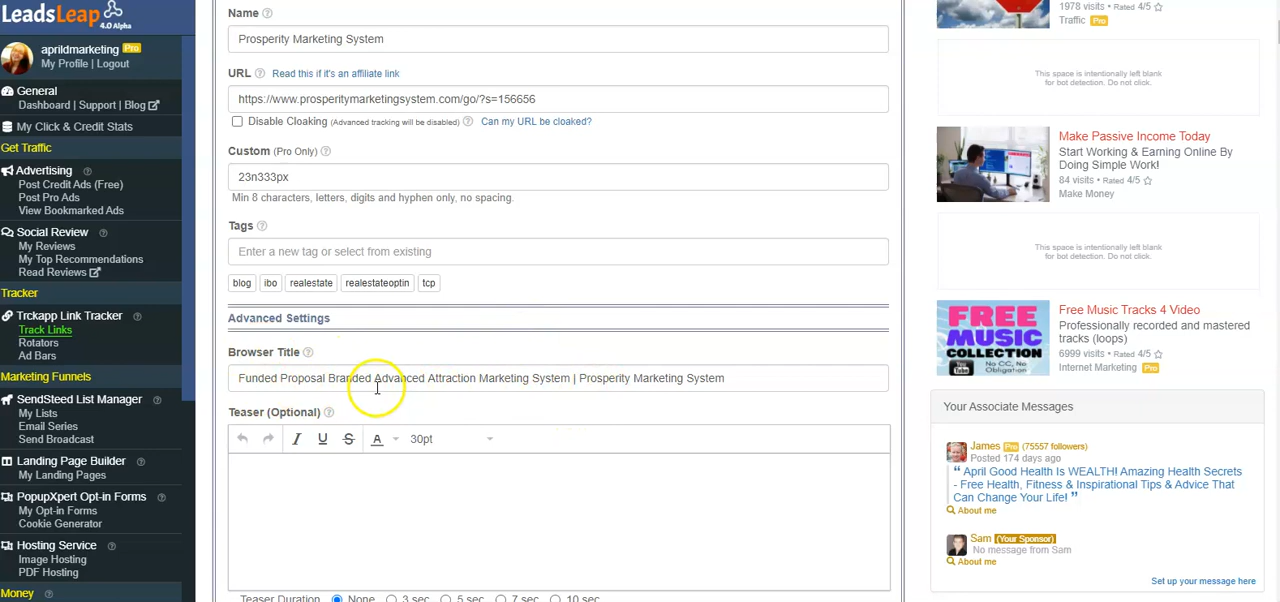 LeadsLeap
4.0 Alpha
aprildmarketing Pro
My Profile | Logout
General
Dashboard | Support | Blog
My Click & Credit Stats
Get Traffic
Advertising
Post Credit Ads (Free)
Post Pro Ads
View Bookmarked Ads
Social Review
My Reviews
My Top Recommendations
Read Reviews
Tracker
Trckapp Link Tracker
Track Links
Rotators
Ad Bars
Marketing Funnels
SendSteed List Manager
My Lists
Email Series
Send Broadcast
Landing Page Builder
My Landing Pages
PopupXpert Opt-in Forms
My Opt-in Forms
Cookie Generator
Hosting Service
Image Hosting
PDF Hosting
Money
Name
Prosperity Marketing System
URL Read this if it's an affiliate link
https://www.prosperitymarketingsystem.com/go/?s=156656
Disable Cloaking (Advanced tracking will be disabled) Can my URL be cloaked?
Custom (Pro Only)
23n333px
Min 8 characters, letters, digits and hyphen only, no spacing.
Tags
Enter a new tag or select from existing
blog ibo realestate realestateoptin tcp
Advanced Settings
Browser Title
Funded Proposal Branded Advanced Attraction Marketing System | Prosperity Marketing System
Teaser (Optional)
I U S A 30pt
Teaser Duration None 3 sec 5 sec 7 sec 10 sec
1978 visits • Rated 4/5
Traffic Pro
This space is intentionally left blank
for bot detection. Do not click.
Make Passive Income Today
Start Working & Earning Online By
Doing Simple Work!
84 visits • Rated 4/5
Make Money
This space is intentionally left blank
for bot detection. Do not click.
FREE
MUSIC
COLLECTION
No CC, No
Obligation
Free Music Tracks 4 Video
Professionally recorded and mastered
tracks (loops)
6999 visits • Rated 4/5
Internet Marketing Pro
Your Associate Messages
James Pro (75557 followers)
Posted 174 days ago
“ April Good Health Is WEALTH! Amazing Health Secrets
- Free Health, Fitness & Inspirational Tips & Advice That
Can Change Your Life! ”
About me
Sam (Your Sponsor)
No message from Sam
About me
Set up your message here